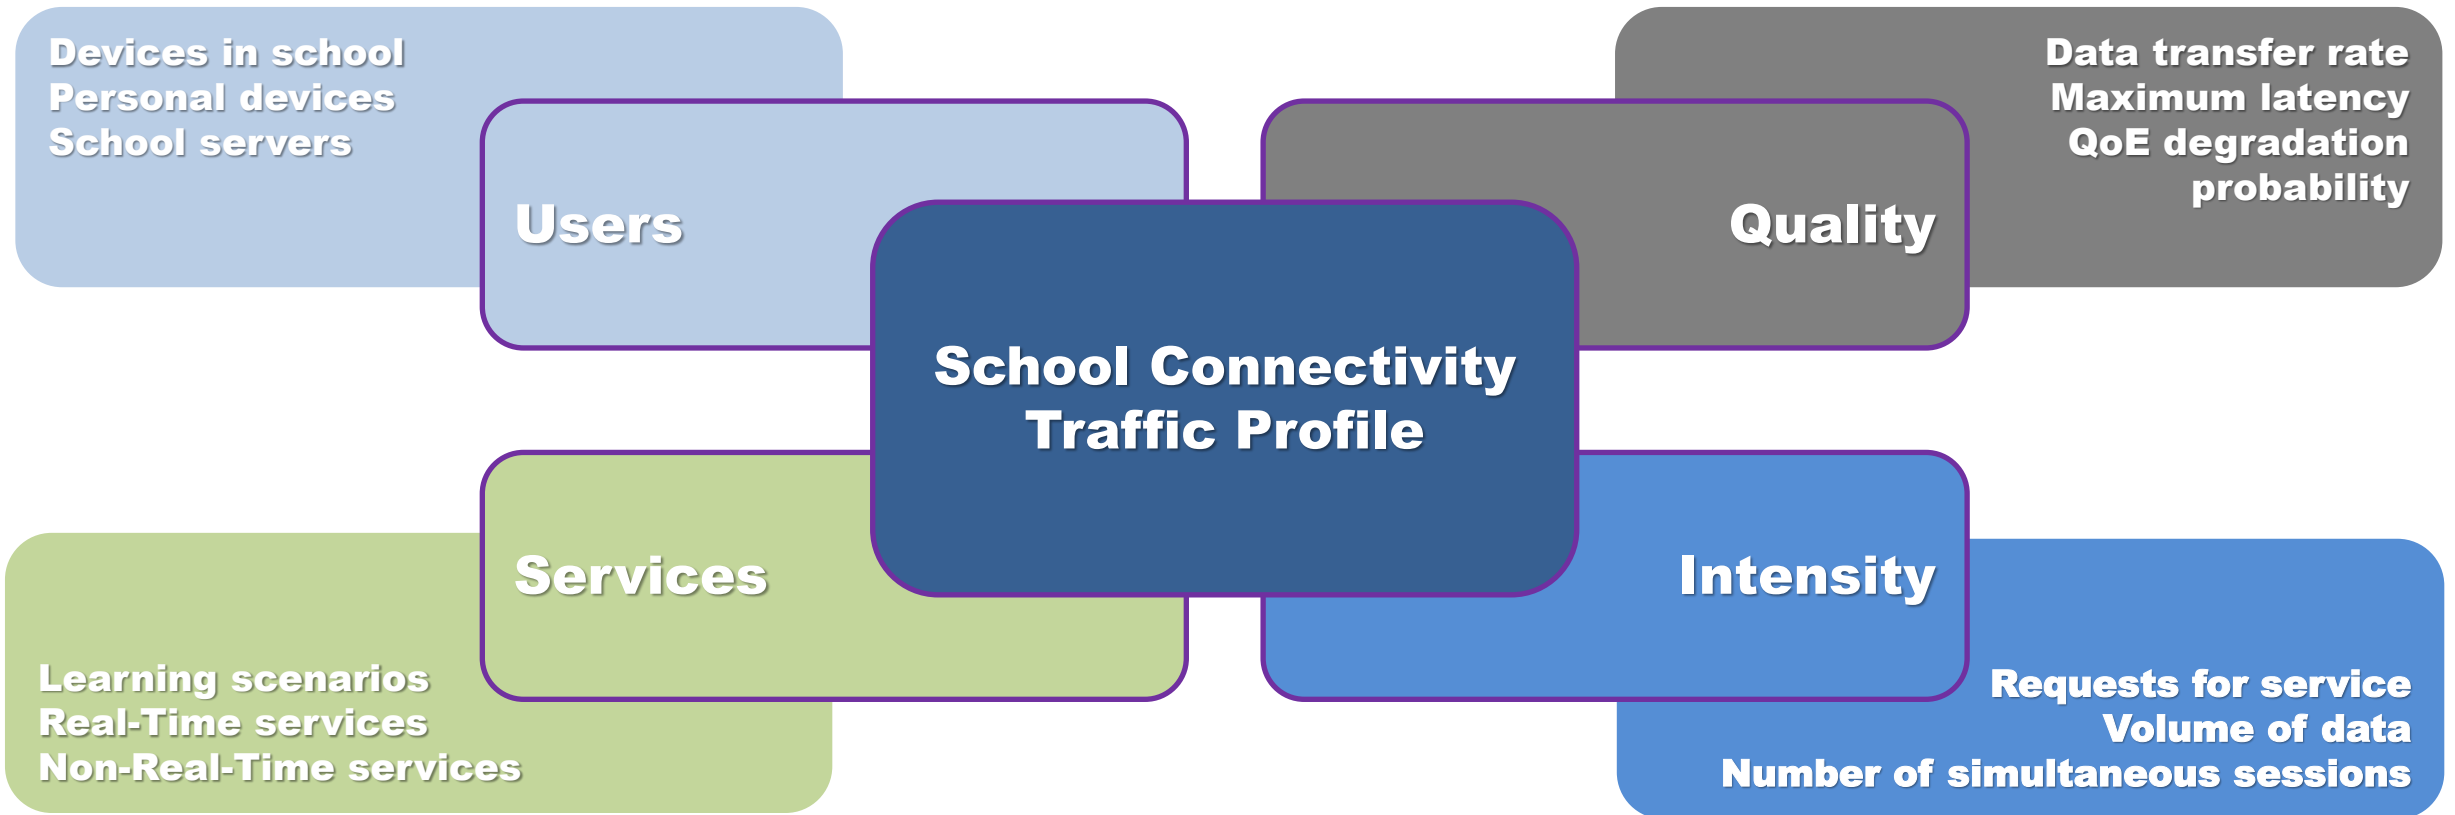 Devices in school
Personal devices
School servers
Users
Data transfer rate
Maximum latency
QoE degradation
probability
Quality
School Connectivity
Traffic Profile
Services
Learning scenarios
Real-Time services
Non-Real-Time services
Intensity
Requests for service
Volume of data
Number of simultaneous sessions